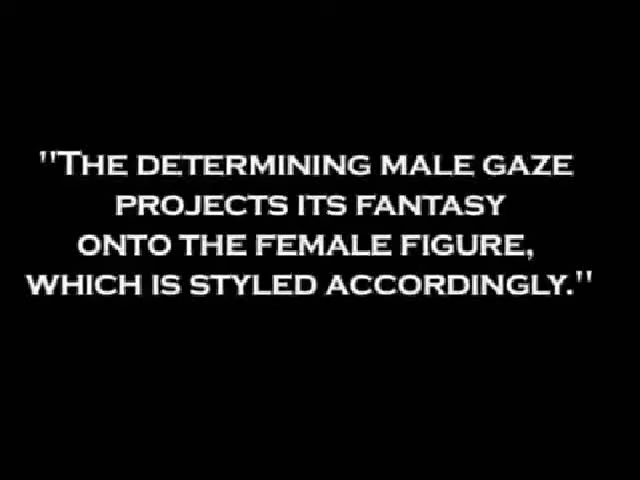 "THE DETERMINING MALE GAZE
PROJECTS ITS FANTASY
ONTO THE FEMALE FIGURE,
WHICH IS STYLED ACCORDINGLY."